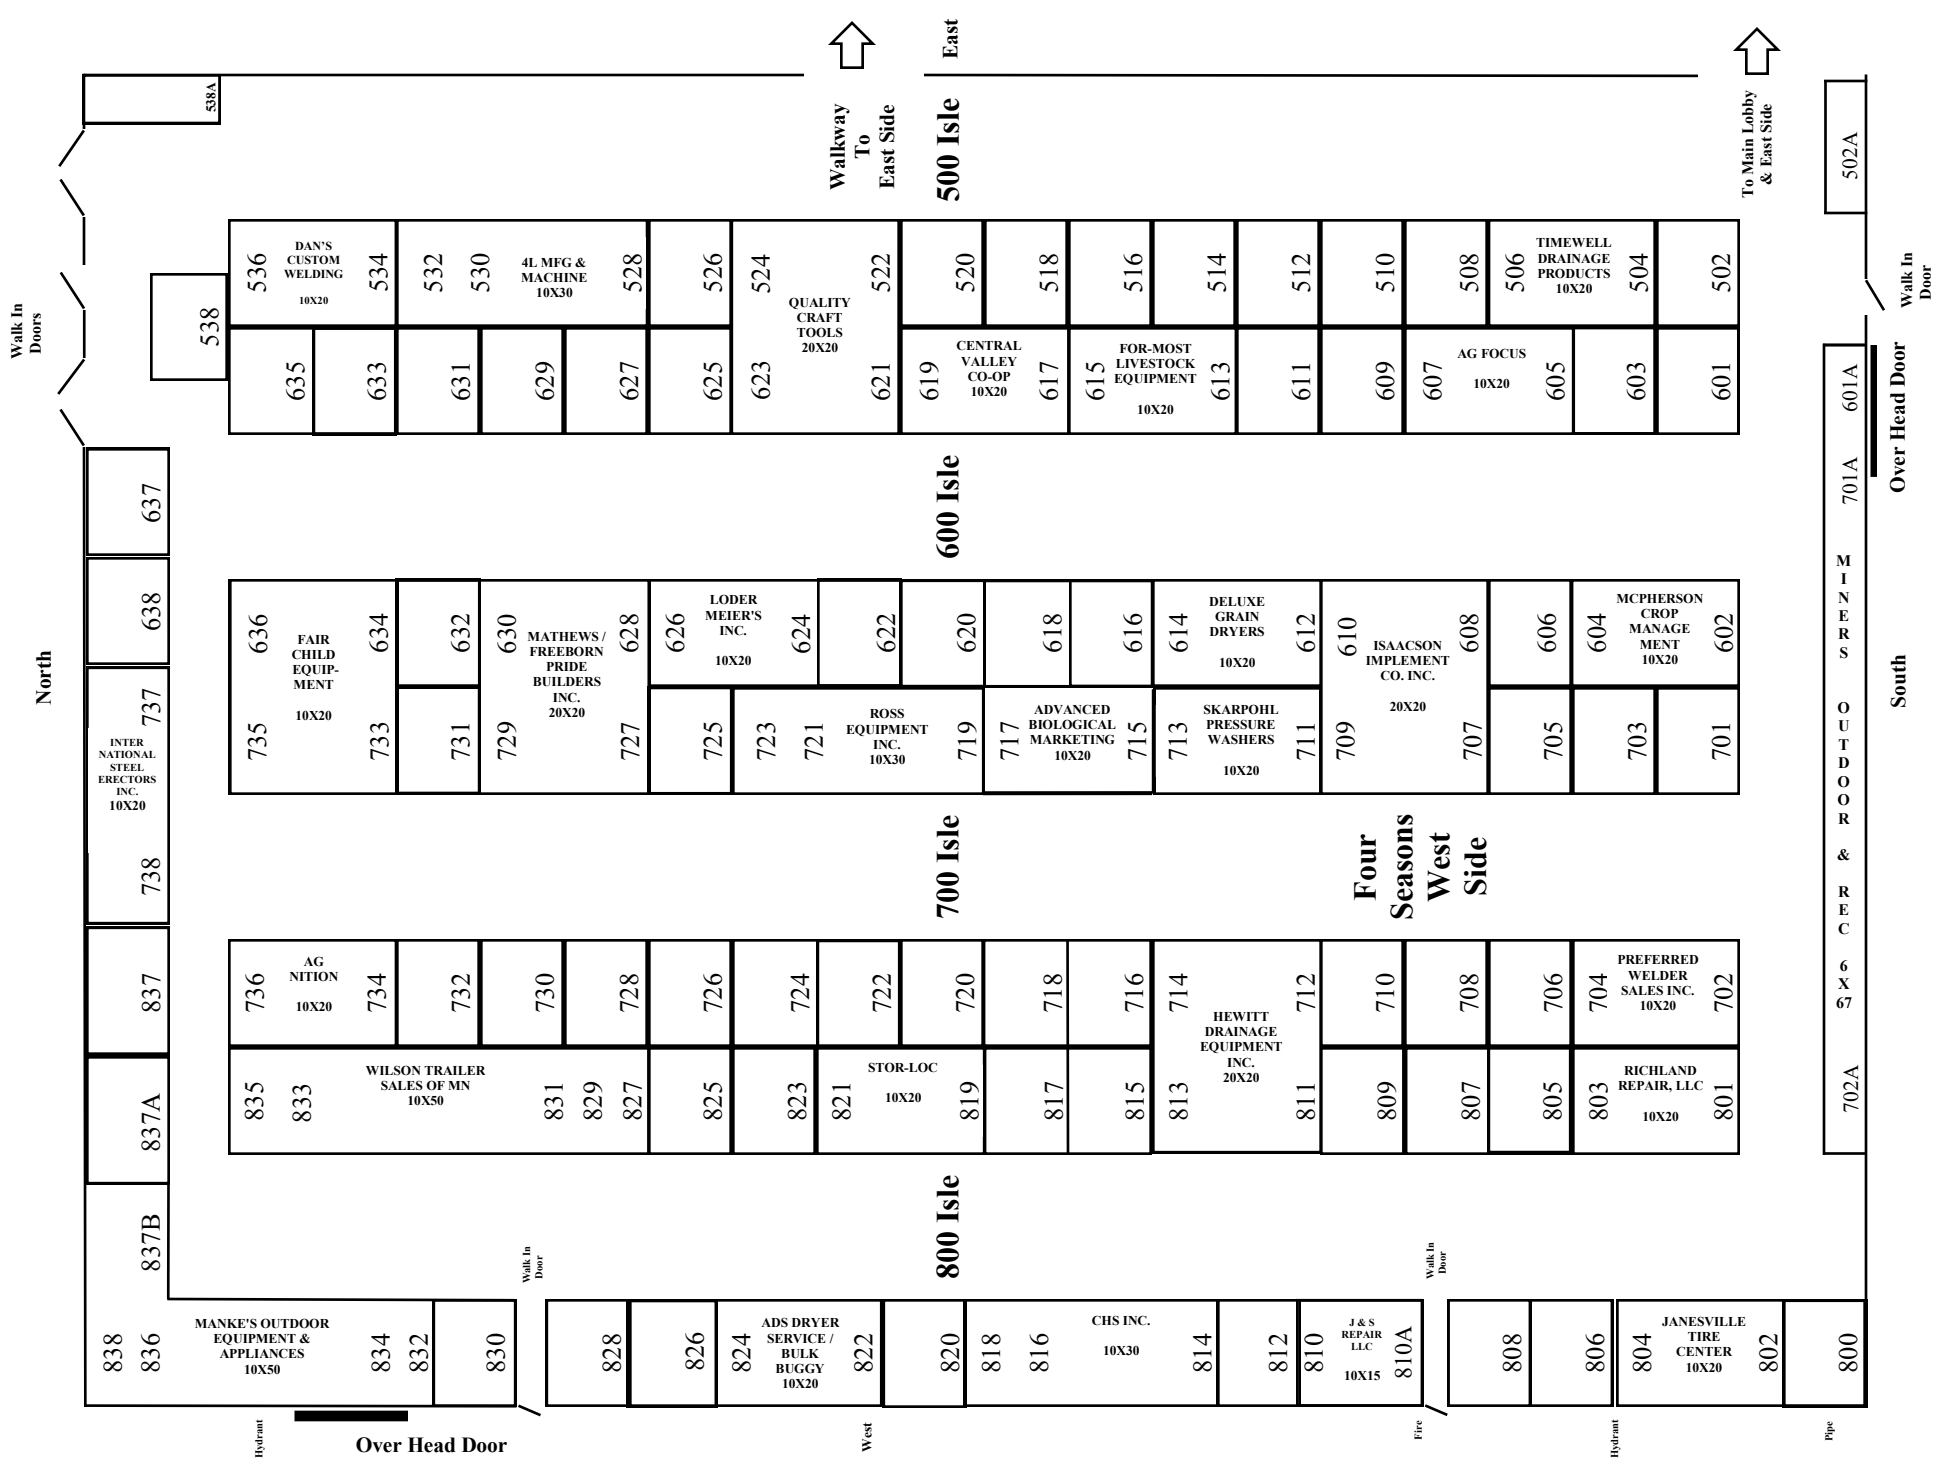 East
538A
Walkway
To
East Side
500 Isle
To Main Lobby
& East Side
502A
Walk In
Doors
Walk In
Door
538
536
DAN'S
CUSTOM
WELDING
10X20
534
532
530
4L MFG &
MACHINE
10X30
528
526
524
QUALITY
CRAFT
TOOLS
20X20
522
520
518
516
514
512
510
508
506
TIMEWELL
DRAINAGE
PRODUCTS
10X20
504
502
635
633
631
629
627
625
623
621
619
CENTRAL
VALLEY
CO-OP
10X20
617
615
FOR-MOST
LIVESTOCK
EQUIPMENT
10X20
613
611
609
607
AG FOCUS
10X20
605
603
601
601A
701A
Over Head Door
600 Isle
637
638
North
737
INTER
NATIONAL
STEEL
ERECTORS
INC.
10X20
738
837
837A
837B
636
FAIR
CHILD
EQUIP-
MENT
10X20
634
632
630
MATHEWS /
FREEBORN
PRIDE
BUILDERS
INC.
20X20
628
626
LODER
MEIER'S
INC.
10X20
624
622
620
618
616
614
DELUXE
GRAIN
DRYERS
10X20
612
610
ISAACSON
IMPLEMENT
CO. INC.
20X20
608
606
604
MCPHERSON
CROP
MANAGE
MENT
10X20
602
735
733
731
729
727
725
723
721
ROSS
EQUIPMENT
INC.
10X30
719
717
ADVANCED
BIOLOGICAL
MARKETING
10X20
715
713
SKARPOHL
PRESSURE
WASHERS
10X20
711
709
707
705
703
701
MINERS OUTDOOR & REC 6X67
South
702A
700 Isle
Four
Seasons
West
Side
736
AG
NITION
10X20
734
732
730
728
726
724
722
720
718
716
714
HEWITT
DRAINAGE
EQUIPMENT
INC.
20X20
712
710
708
706
704
PREFERRED
WELDER
SALES INC.
10X20
702
835
833
WILSON TRAILER
SALES OF MN
10X50
831
829
827
825
823
821
STOR-LOC
10X20
819
817
815
813
811
809
807
805
803
RICHLAND
REPAIR, LLC
10X20
801
800 Isle
Walk In
Door
Walk In
Door
838
836
MANKE'S OUTDOOR
EQUIPMENT &
APPLIANCES
10X50
834
832
830
828
826
824
ADS DRYER
SERVICE /
BULK
BUGGY
10X20
822
820
818
816
CHS INC.
10X30
814
812
810
J & S
REPAIR
LLC
10X15
810A
808
806
804
JANESVILLE
TIRE
CENTER
10X20
802
800
Hydrant
Over Head Door
West
Fire
Hydrant
Pipe